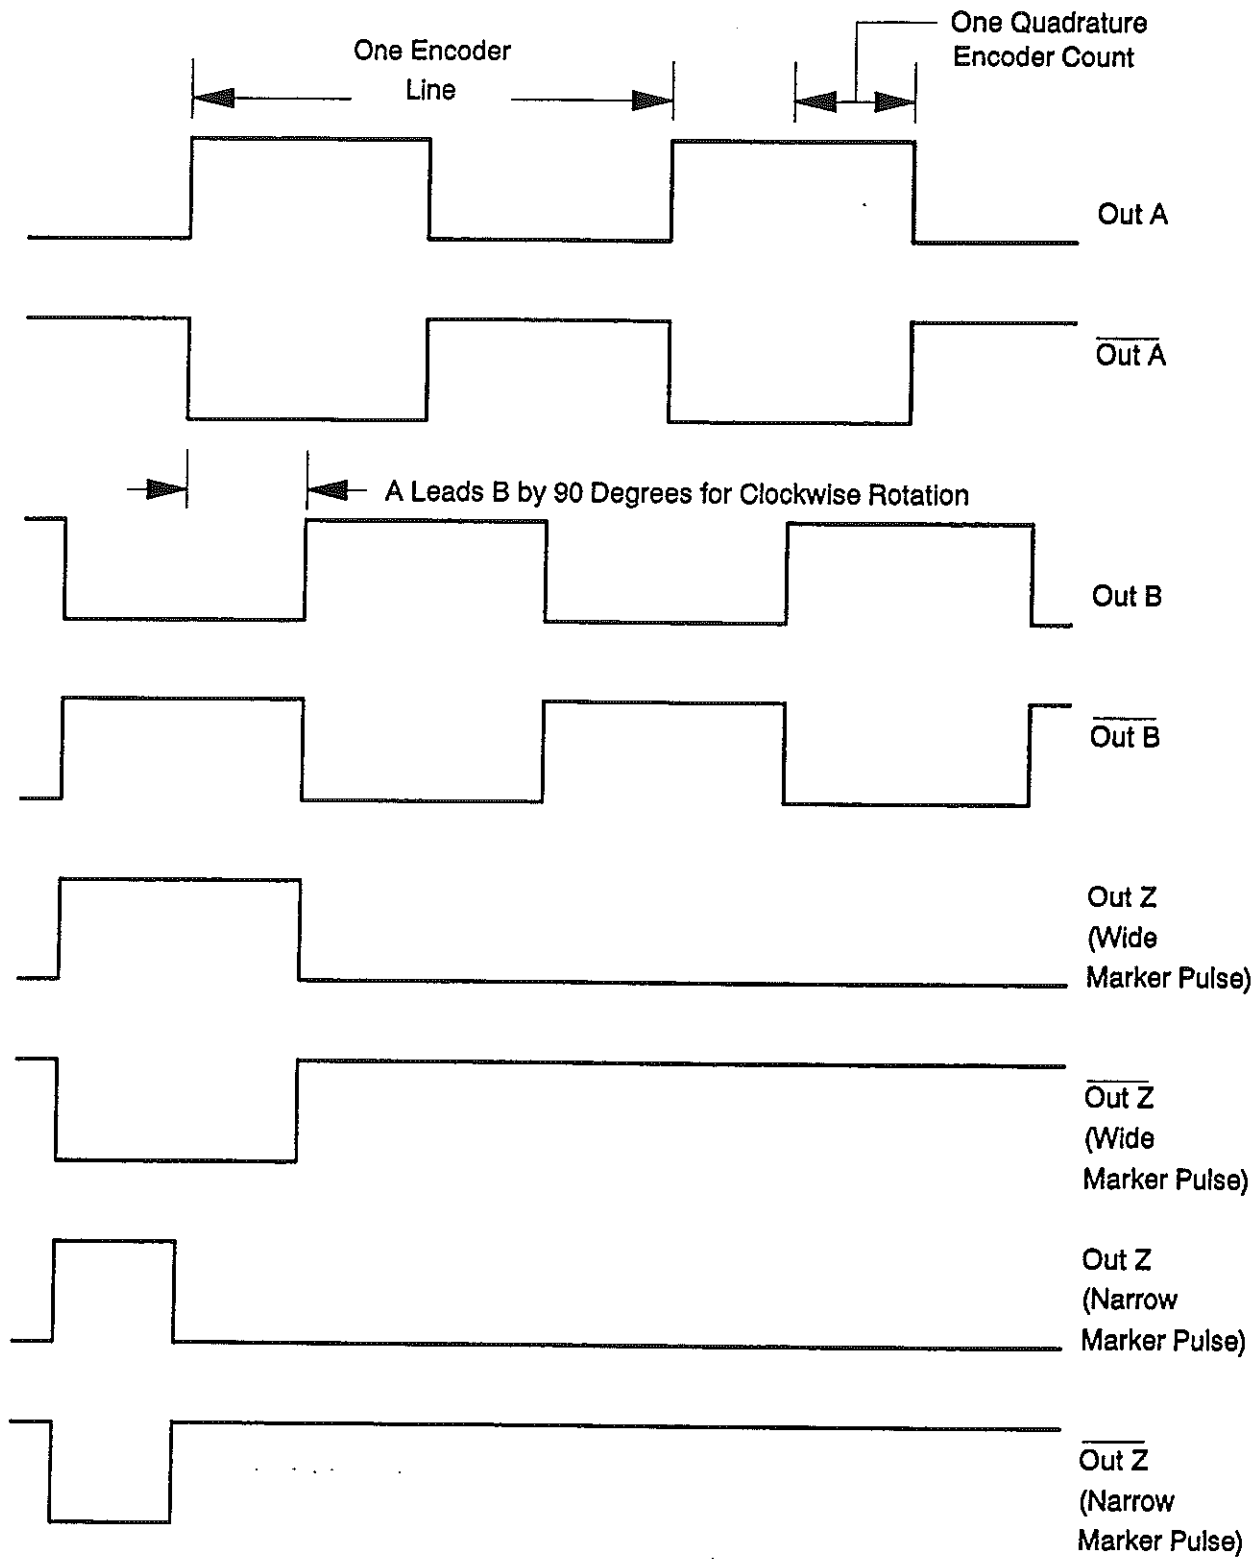 One Quadrature
Encoder Count
One Encoder
Line
Out A
Out A
A Leads B by 90 Degrees for Clockwise Rotation
Out B
Out B
Out Z
(Wide
Marker Pulse)
Out Z
(Wide
Marker Pulse)
Out Z
(Narrow
Marker Pulse)
Out Z
(Narrow
Marker Pulse)